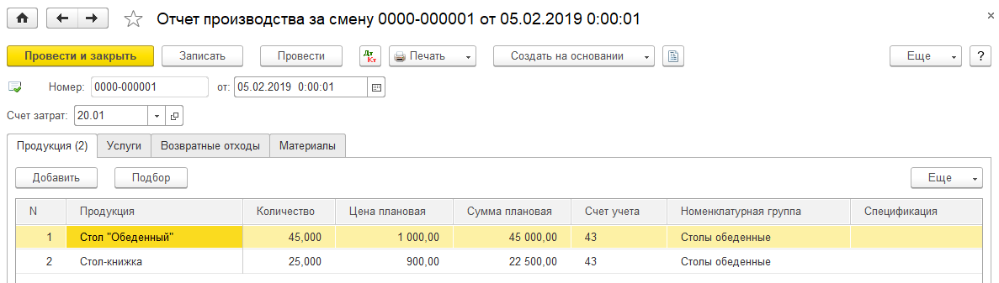 Отчет производства за смену 0000-000001 от 05.02.2019 0:00:01
Провести и закрыть Записать Провести Дт Кт Печать Создать на основании Еще ?
Номер: 0000-000001 от: 05.02.2019 0:00:01
Счет затрат: 20.01
Продукция (2) Услуги Возвратные отходы Материалы
Добавить Подбор Еще
N Продукция Количество Цена плановая Сумма плановая Счет учета Номенклатурная группа Спецификация
1 Стол "Обеденный" 45,000 1 000,00 45 000,00 43 Столы обеденные
2 Стол-книжка 25,000 900,00 22 500,00 43 Столы обеденные